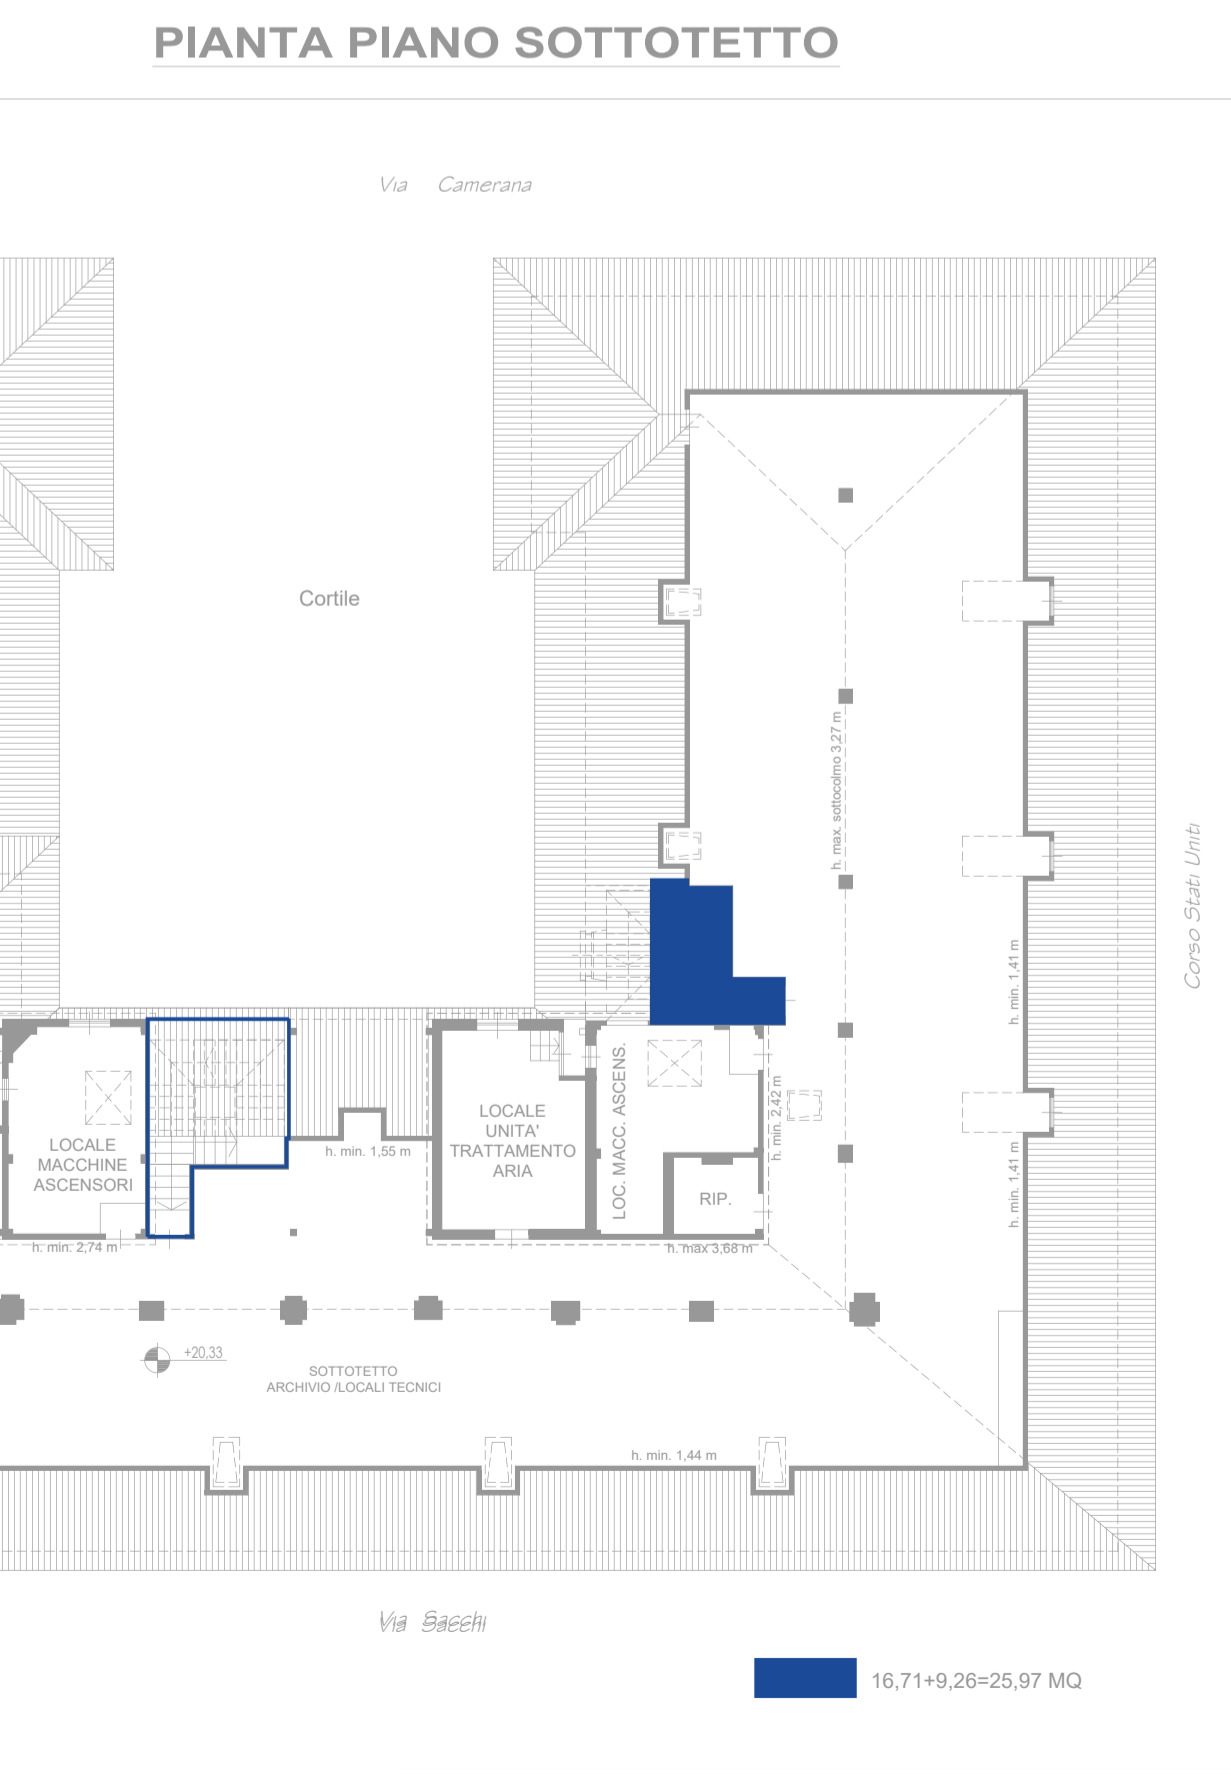 PIANTA PIANO SOTTOTETTO
Via Camerana
Cortile
h. max. sottocolmo 3,27 m
Corso Stati Uniti
h. min. 1,41 m
LOCALE
MACCHINE
ASCENSORI
h. min. 2,74 m
h. min. 1,55 m
LOCALE
UNITA'
TRATTAMENTO
ARIA
LOC. MACC. ASCENS.
RIP.
h. min. 2,42 m
h. max 3,68 m
h. min. 1,41 m
+20,33
SOTTOTETTO
ARCHIVIO /LOCALI TECNICI
h. min. 1,44 m
Via Sacchi
16,71+9,26=25,97 MQ